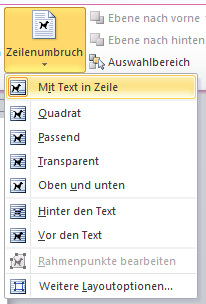 Zeilenumbruch
Ebene nach vorne
Ebene nach hinten
Auswahlbereich
Mit Text in Zeile
Quadrat
Passend
Transparent
Oben und unten
Hinter den Text
Vor den Text
Rahmenpunkte bearbeiten
Weitere Layoutoptionen...